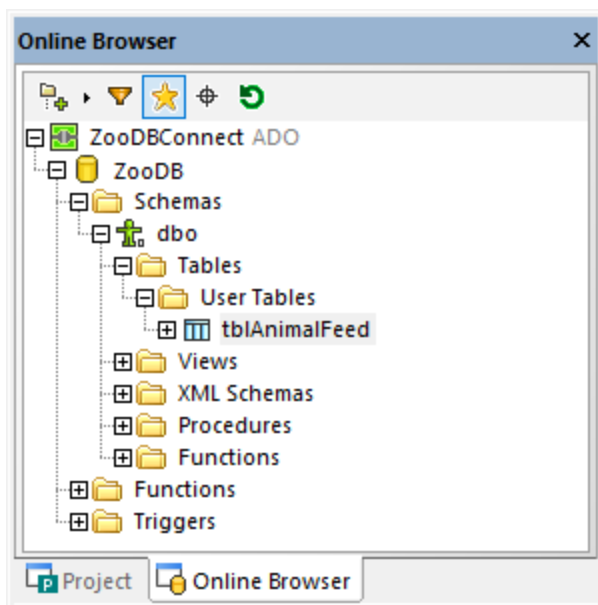 Online Browser
ZooDBConnect ADO
ZooDB
Schemas
dbo
Tables
User Tables
tblAnimalFeed
Views
XML Schemas
Procedures
Functions
Functions
Triggers
Project Online Browser